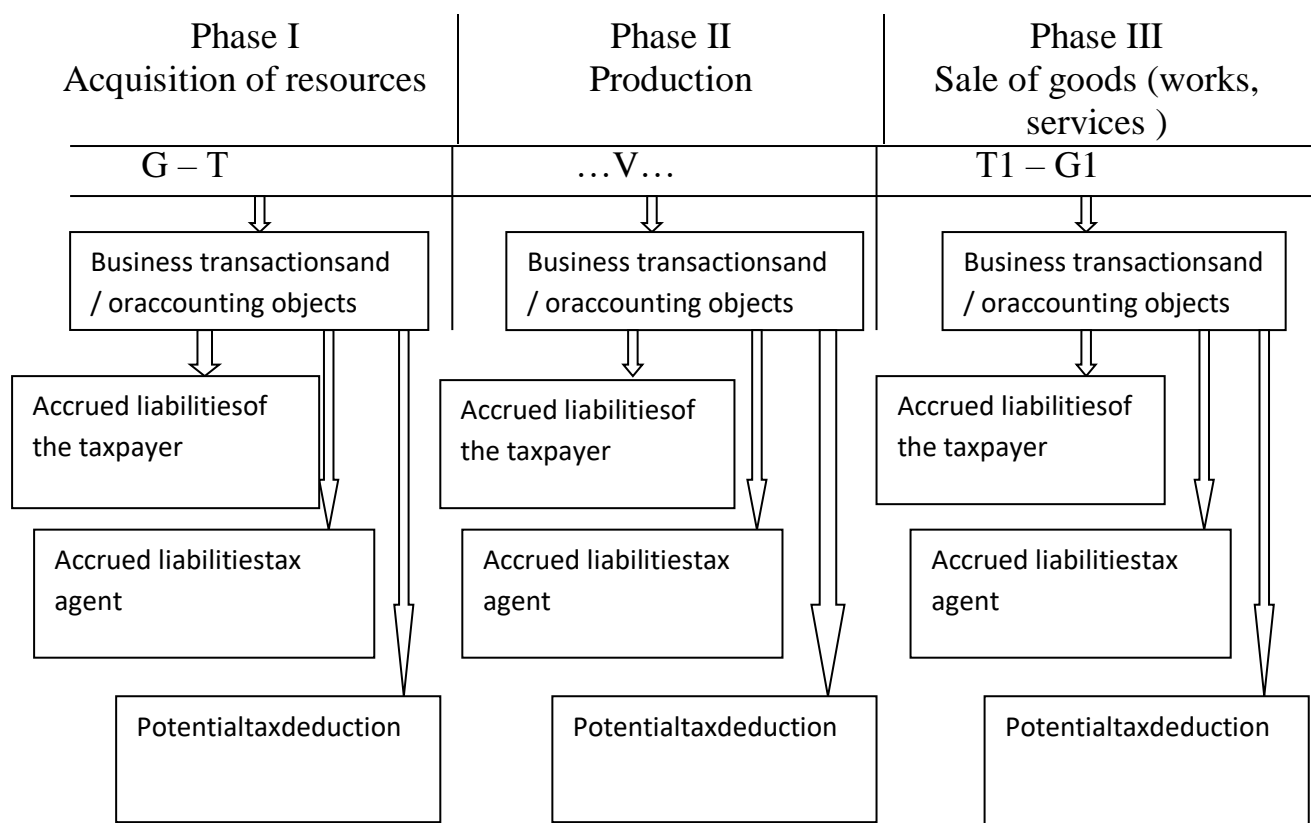 Phase I
Acquisition of resources
Phase II
Production
Phase III
Sale of goods (works,
services )
G – T
…V…
T1 – G1
Business transactionsand
/ oraccounting objects
Business transactionsand
/ oraccounting objects
Business transactionsand
/ oraccounting objects
Accrued liabilitiesof
the taxpayer
Accrued liabilitiesof
the taxpayer
Accrued liabilitiesof
the taxpayer
Accrued liabilitiestax
agent
Accrued liabilitiestax
agent
Accrued liabilitiestax
agent
Potentialtaxdeduction
Potentialtaxdeduction
Potentialtaxdeduction